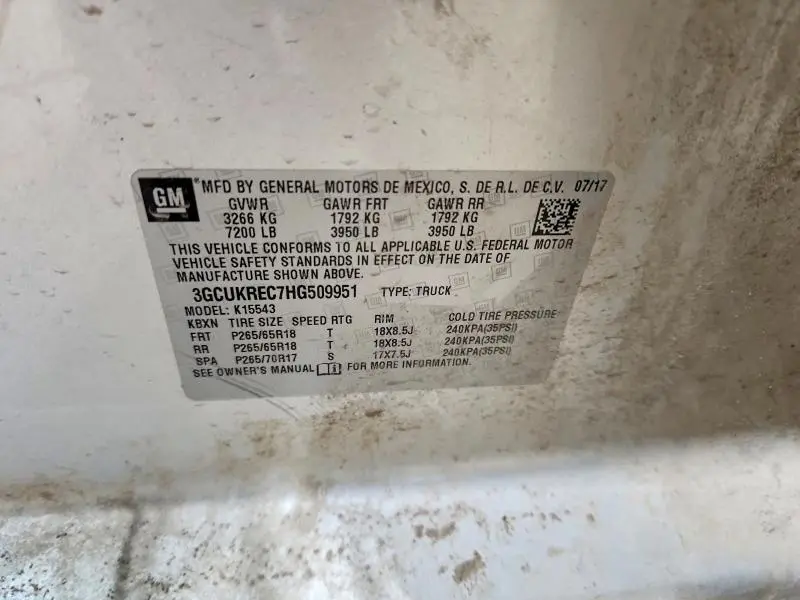 GM
MFD BY GENERAL MOTORS DE MEXICO, S. DE R.L. DE C.V. 07/17
GVWR GAWR FRT GAWR RR
3266 KG 1792 KG 1792 KG
7200 LB 3950 LB 3950 LB
THIS VEHICLE CONFORMS TO ALL APPLICABLE U.S. FEDERAL MOTOR
VEHICLE SAFETY STANDARDS IN EFFECT ON THE DATE OF
MANUFACTURE SHOWN ABOVE.
3GCUKREC7HG509951 TYPE: TRUCK
MODEL: K15543
KBXN TIRE SIZE SPEED RTG RIM COLD TIRE PRESSURE
FRT P265/65R18 T 18X8.5J 240KPA(35PSI)
RR P265/65R18 T 18X8.5J 240KPA(35PSI)
SPA P265/70R17 S 17X7.5J 240KPA(35PSI)
SEE OWNER'S MANUAL FOR MORE INFORMATION.